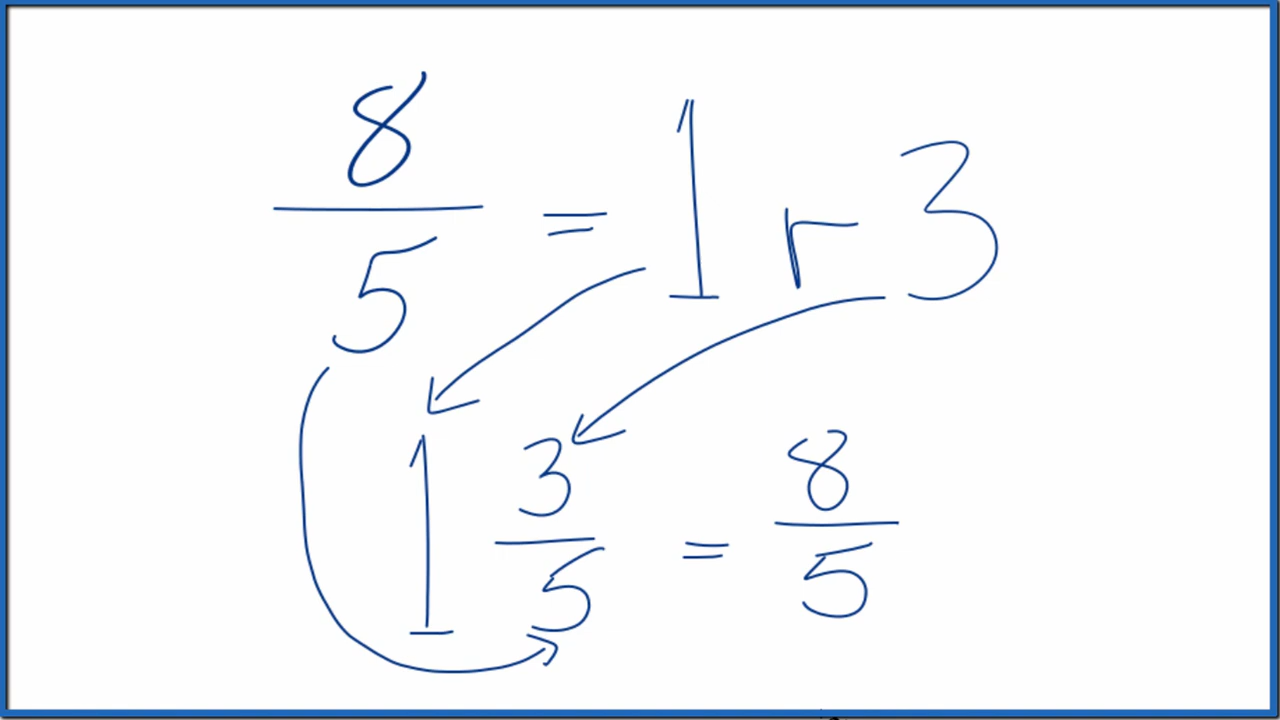 8/5 = 1 r 3
1 3/5 = 8/5